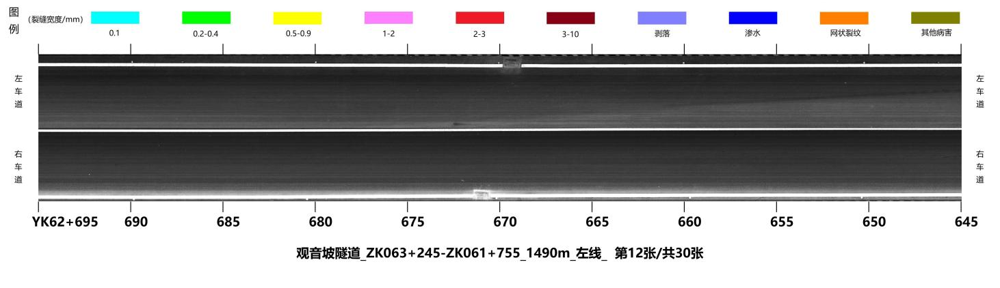 图例
(裂缝宽度/mm)
0.1 0.2-0.4 0.5-0.9 1-2 2-3 3-10 剥落 渗水 网状裂纹 其他病害
左车道 左车道
右车道 右车道
YK62+695 690 685 680 675 670 665 660 655 650 645
观音坡隧道_ZK063+245-ZK061+755_1490m_左线_ 第12张/共30张